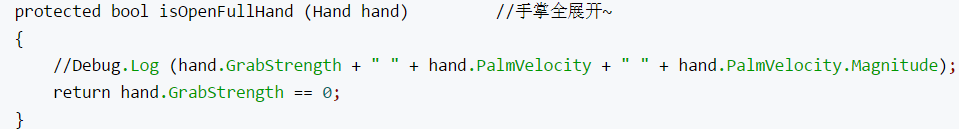 protected bool isOpenFullHand (Hand hand)         //手掌全展开~
{
    //Debug.Log (hand.GrabStrength + " " + hand.PalmVelocity + " " + hand.PalmVelocity.Magnitude);
    return hand.GrabStrength == 0;
}